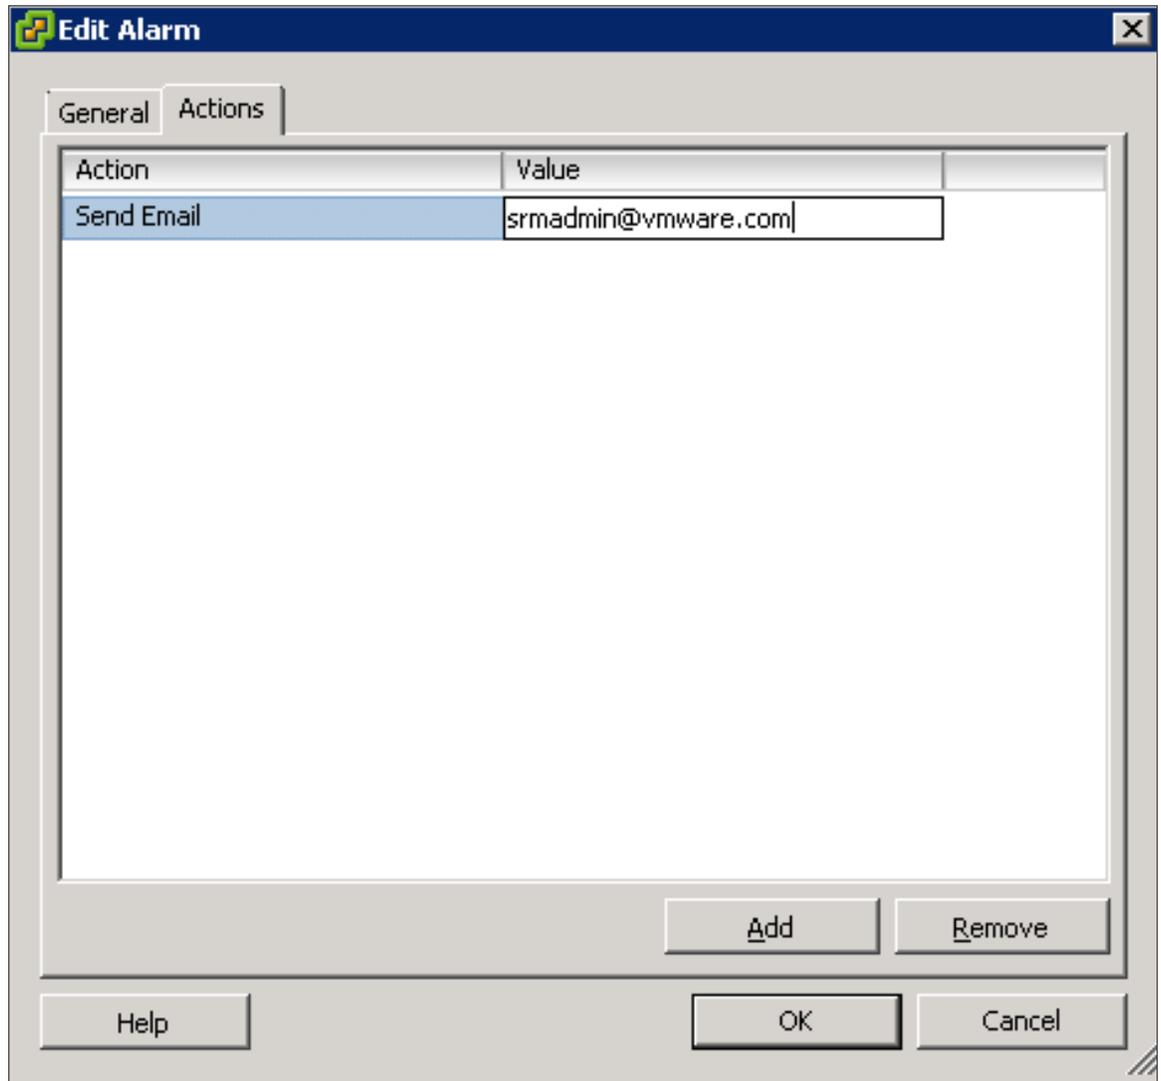 Edit Alarm
General Actions
Action Value
Send Email srmadmin@vmware.com
Add Remove
Help OK Cancel